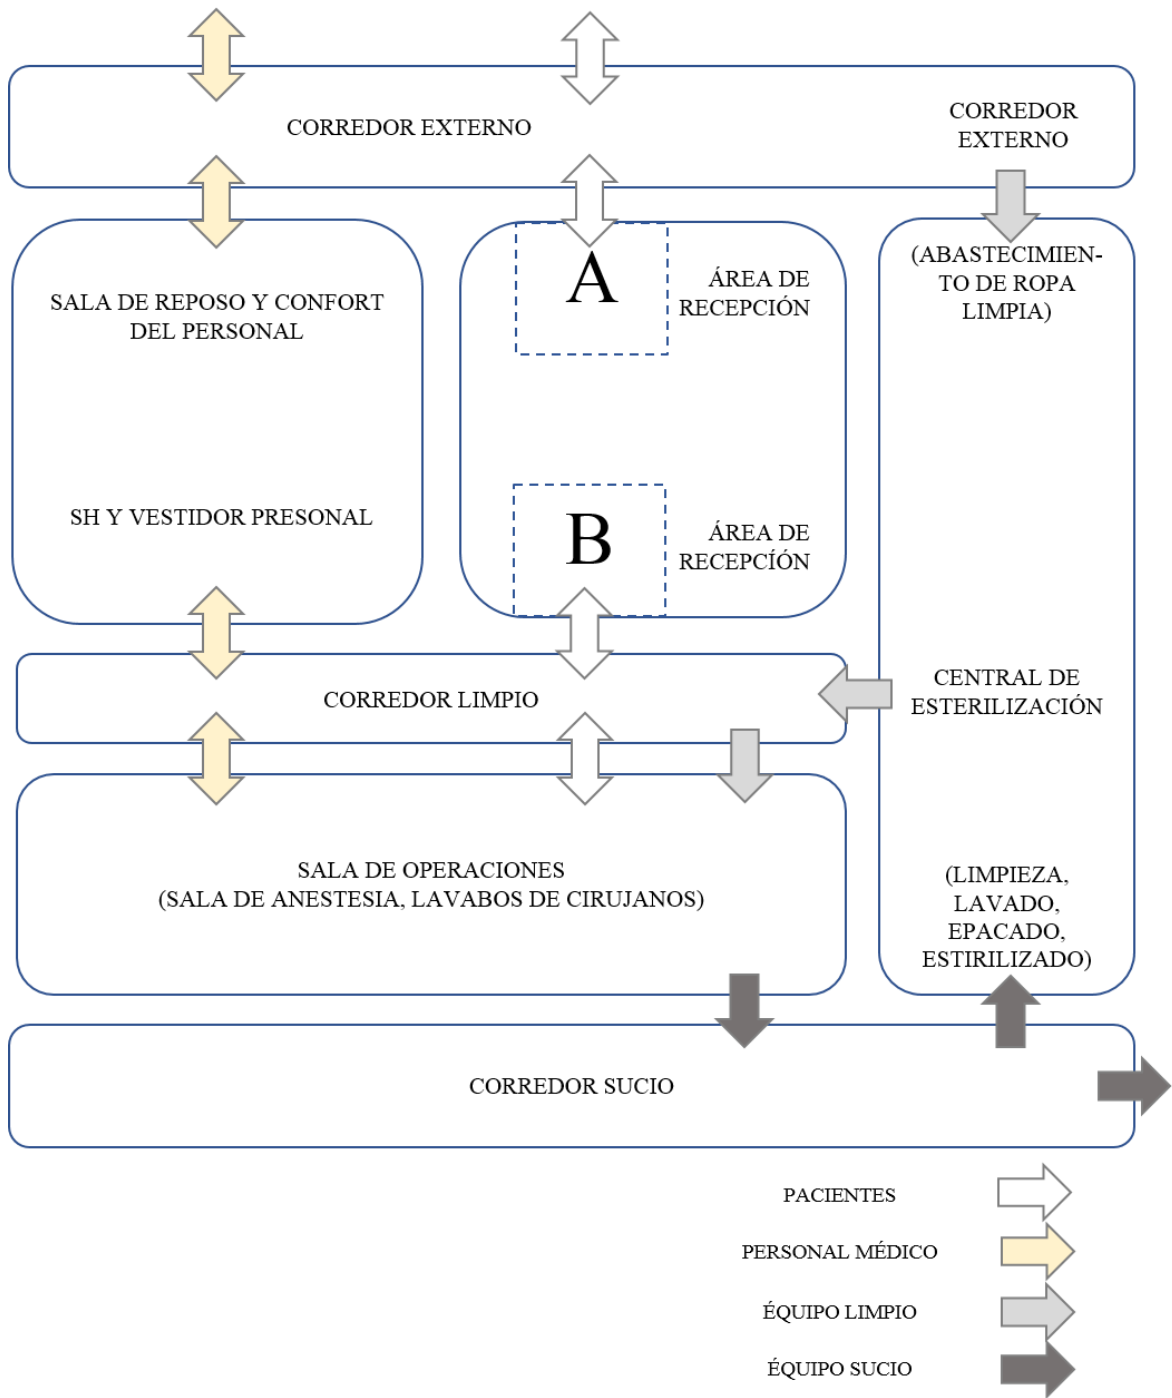 CORREDOR EXTERNO
CORREDOR
EXTERNO
SALA DE REPOSO Y CONFORT
DEL PERSONAL
SH Y VESTIDOR PRESONAL
A
ÁREA DE
RECEPCIÓN
B
ÁREA DE
RECEPCÍÓN
(ABASTECIMIEN-
TO DE ROPA
LIMPIA)
CENTRAL DE
ESTERILIZACIÓN
(LIMPIEZA,
LAVADO,
EPACADO,
ESTIRILIZADO)
CORREDOR LIMPIO
SALA DE OPERACIONES
(SALA DE ANESTESIA, LAVABOS DE CIRUJANOS)
CORREDOR SUCIO
PACIENTES
PERSONAL MÉDICO
ÉQUIPO LIMPIO
ÉQUIPO SUCIO